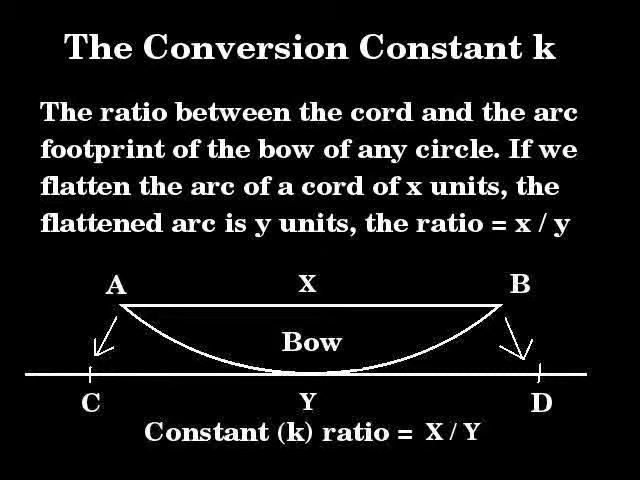 The Conversion Constant k
The ratio between the cord and the arc
footprint of the bow of any circle. If we
flatten the arc of a cord of x units, the
flattened arc is y units, the ratio = x / y
A X B
Bow
C Y D
Constant (k) ratio = X / Y